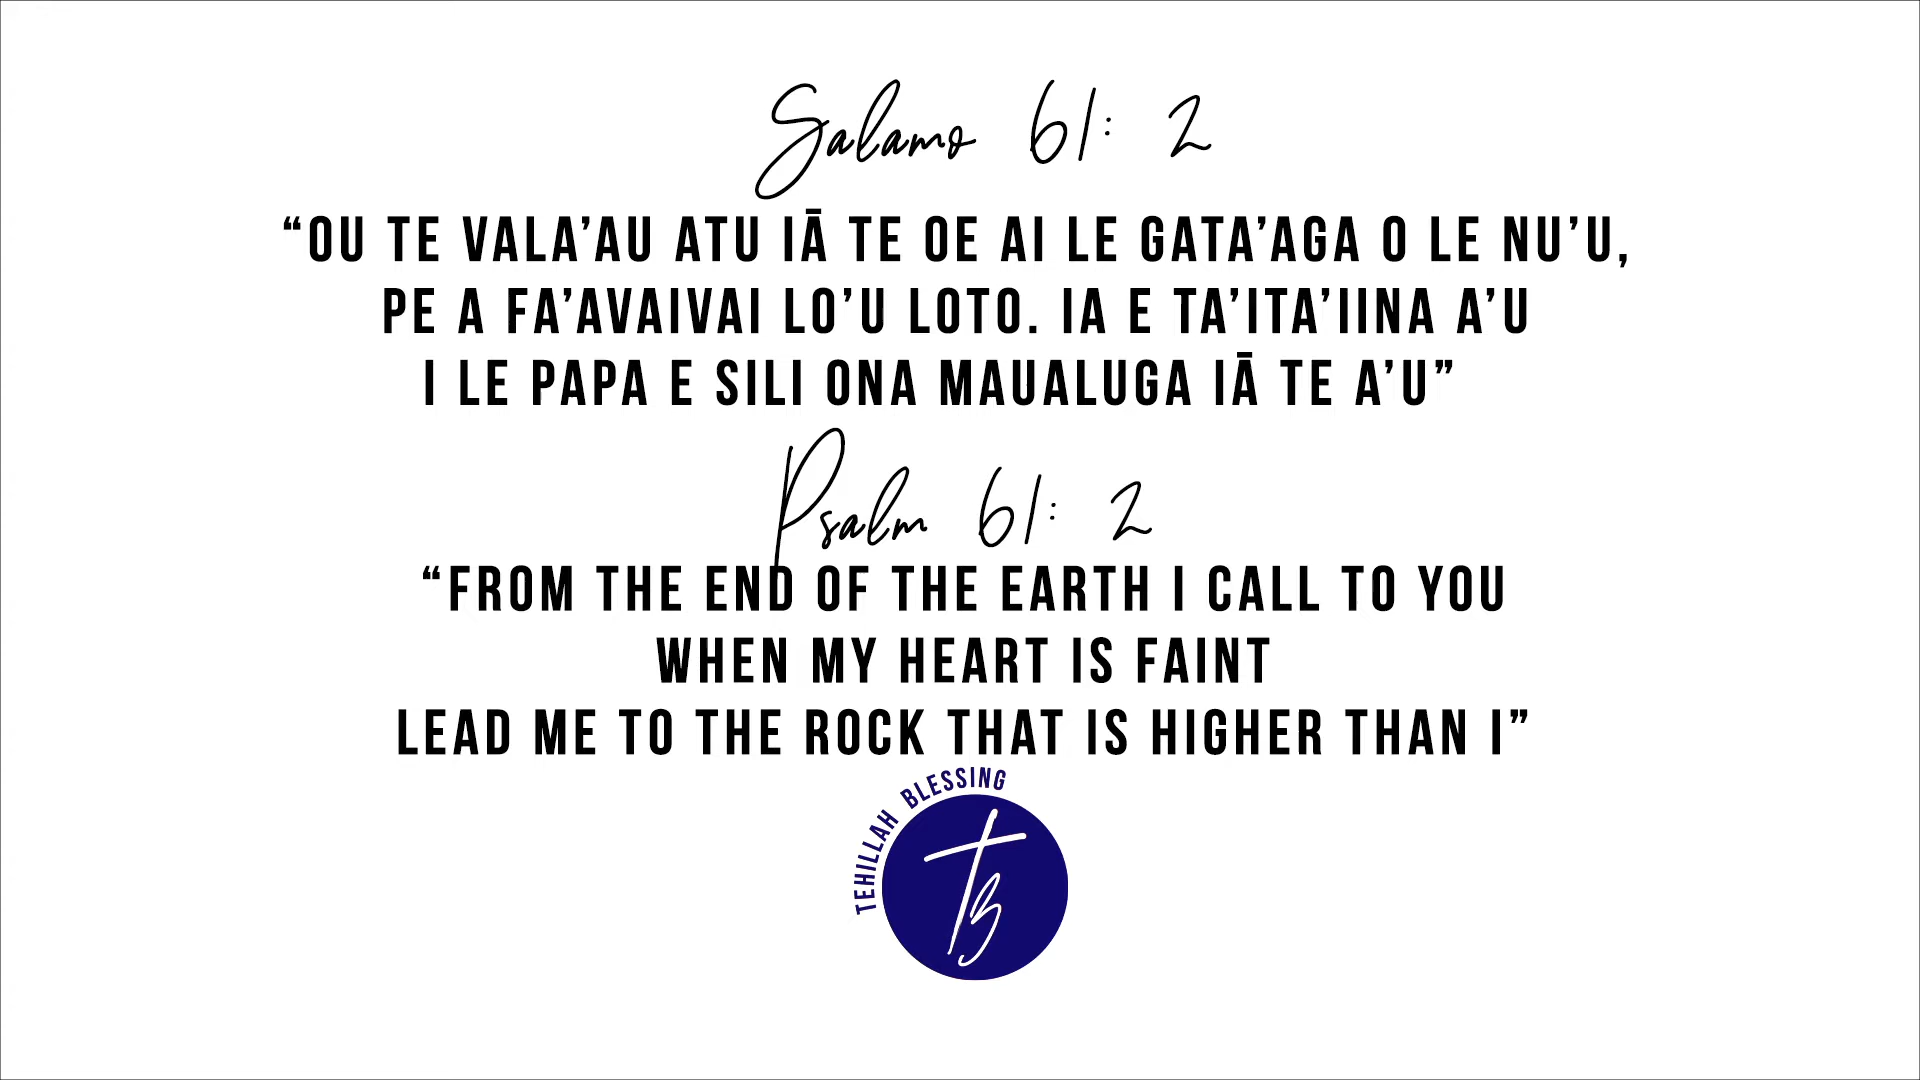 Salamo 61: 2
“OU TE VALA’AU ATU IĀ TE OE AI LE GATA’AGA O LE NU’U,
PE A FA’AVAIVAI LO’U LOTO. IA E TA’ITA’IINA A’U
I LE PAPA E SILI ONA MAUALUGA IĀ TE A’U”
Psalm 61: 2
“FROM THE END OF THE EARTH I CALL TO YOU
WHEN MY HEART IS FAINT
LEAD ME TO THE ROCK THAT IS HIGHER THAN I”
TEHILLAH BLESSING
TB